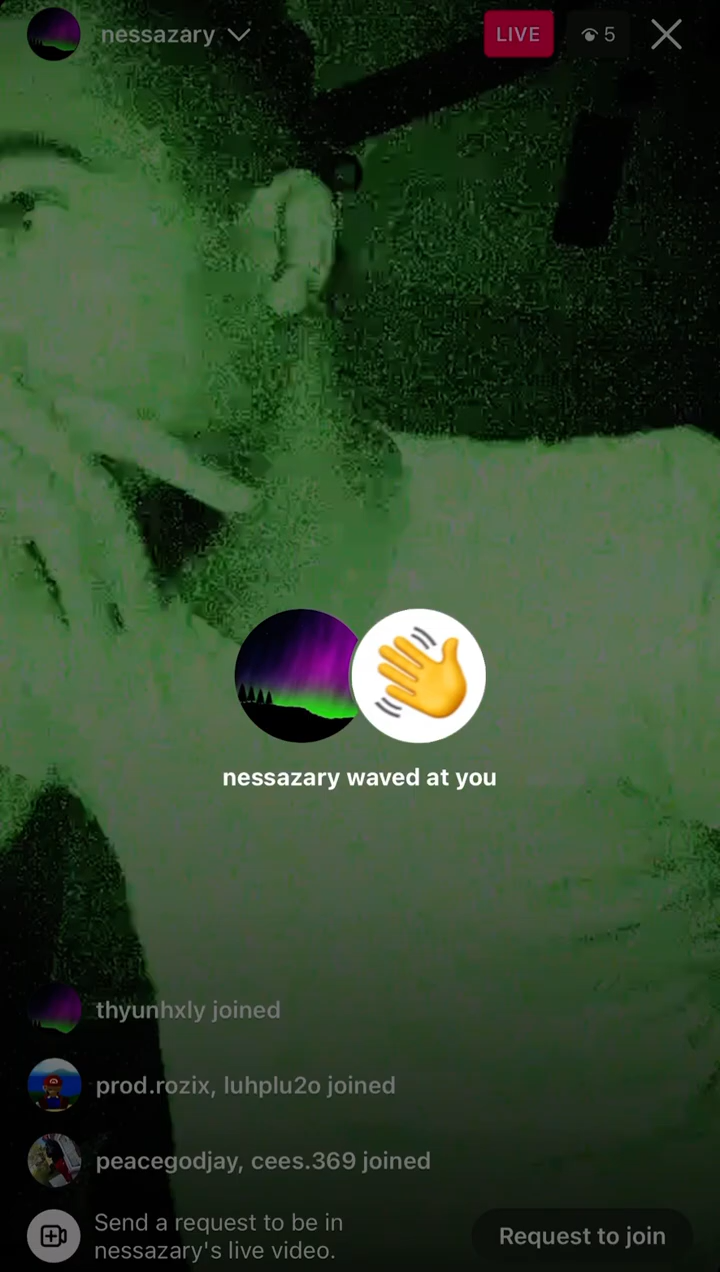 nessazary
LIVE
5
nessazary waved at you
thyunhxly joined
prod.rozix, luhplu2o joined
peacegodjay, cees.369 joined
Send a request to be in
nessazary's live video.
Request to join